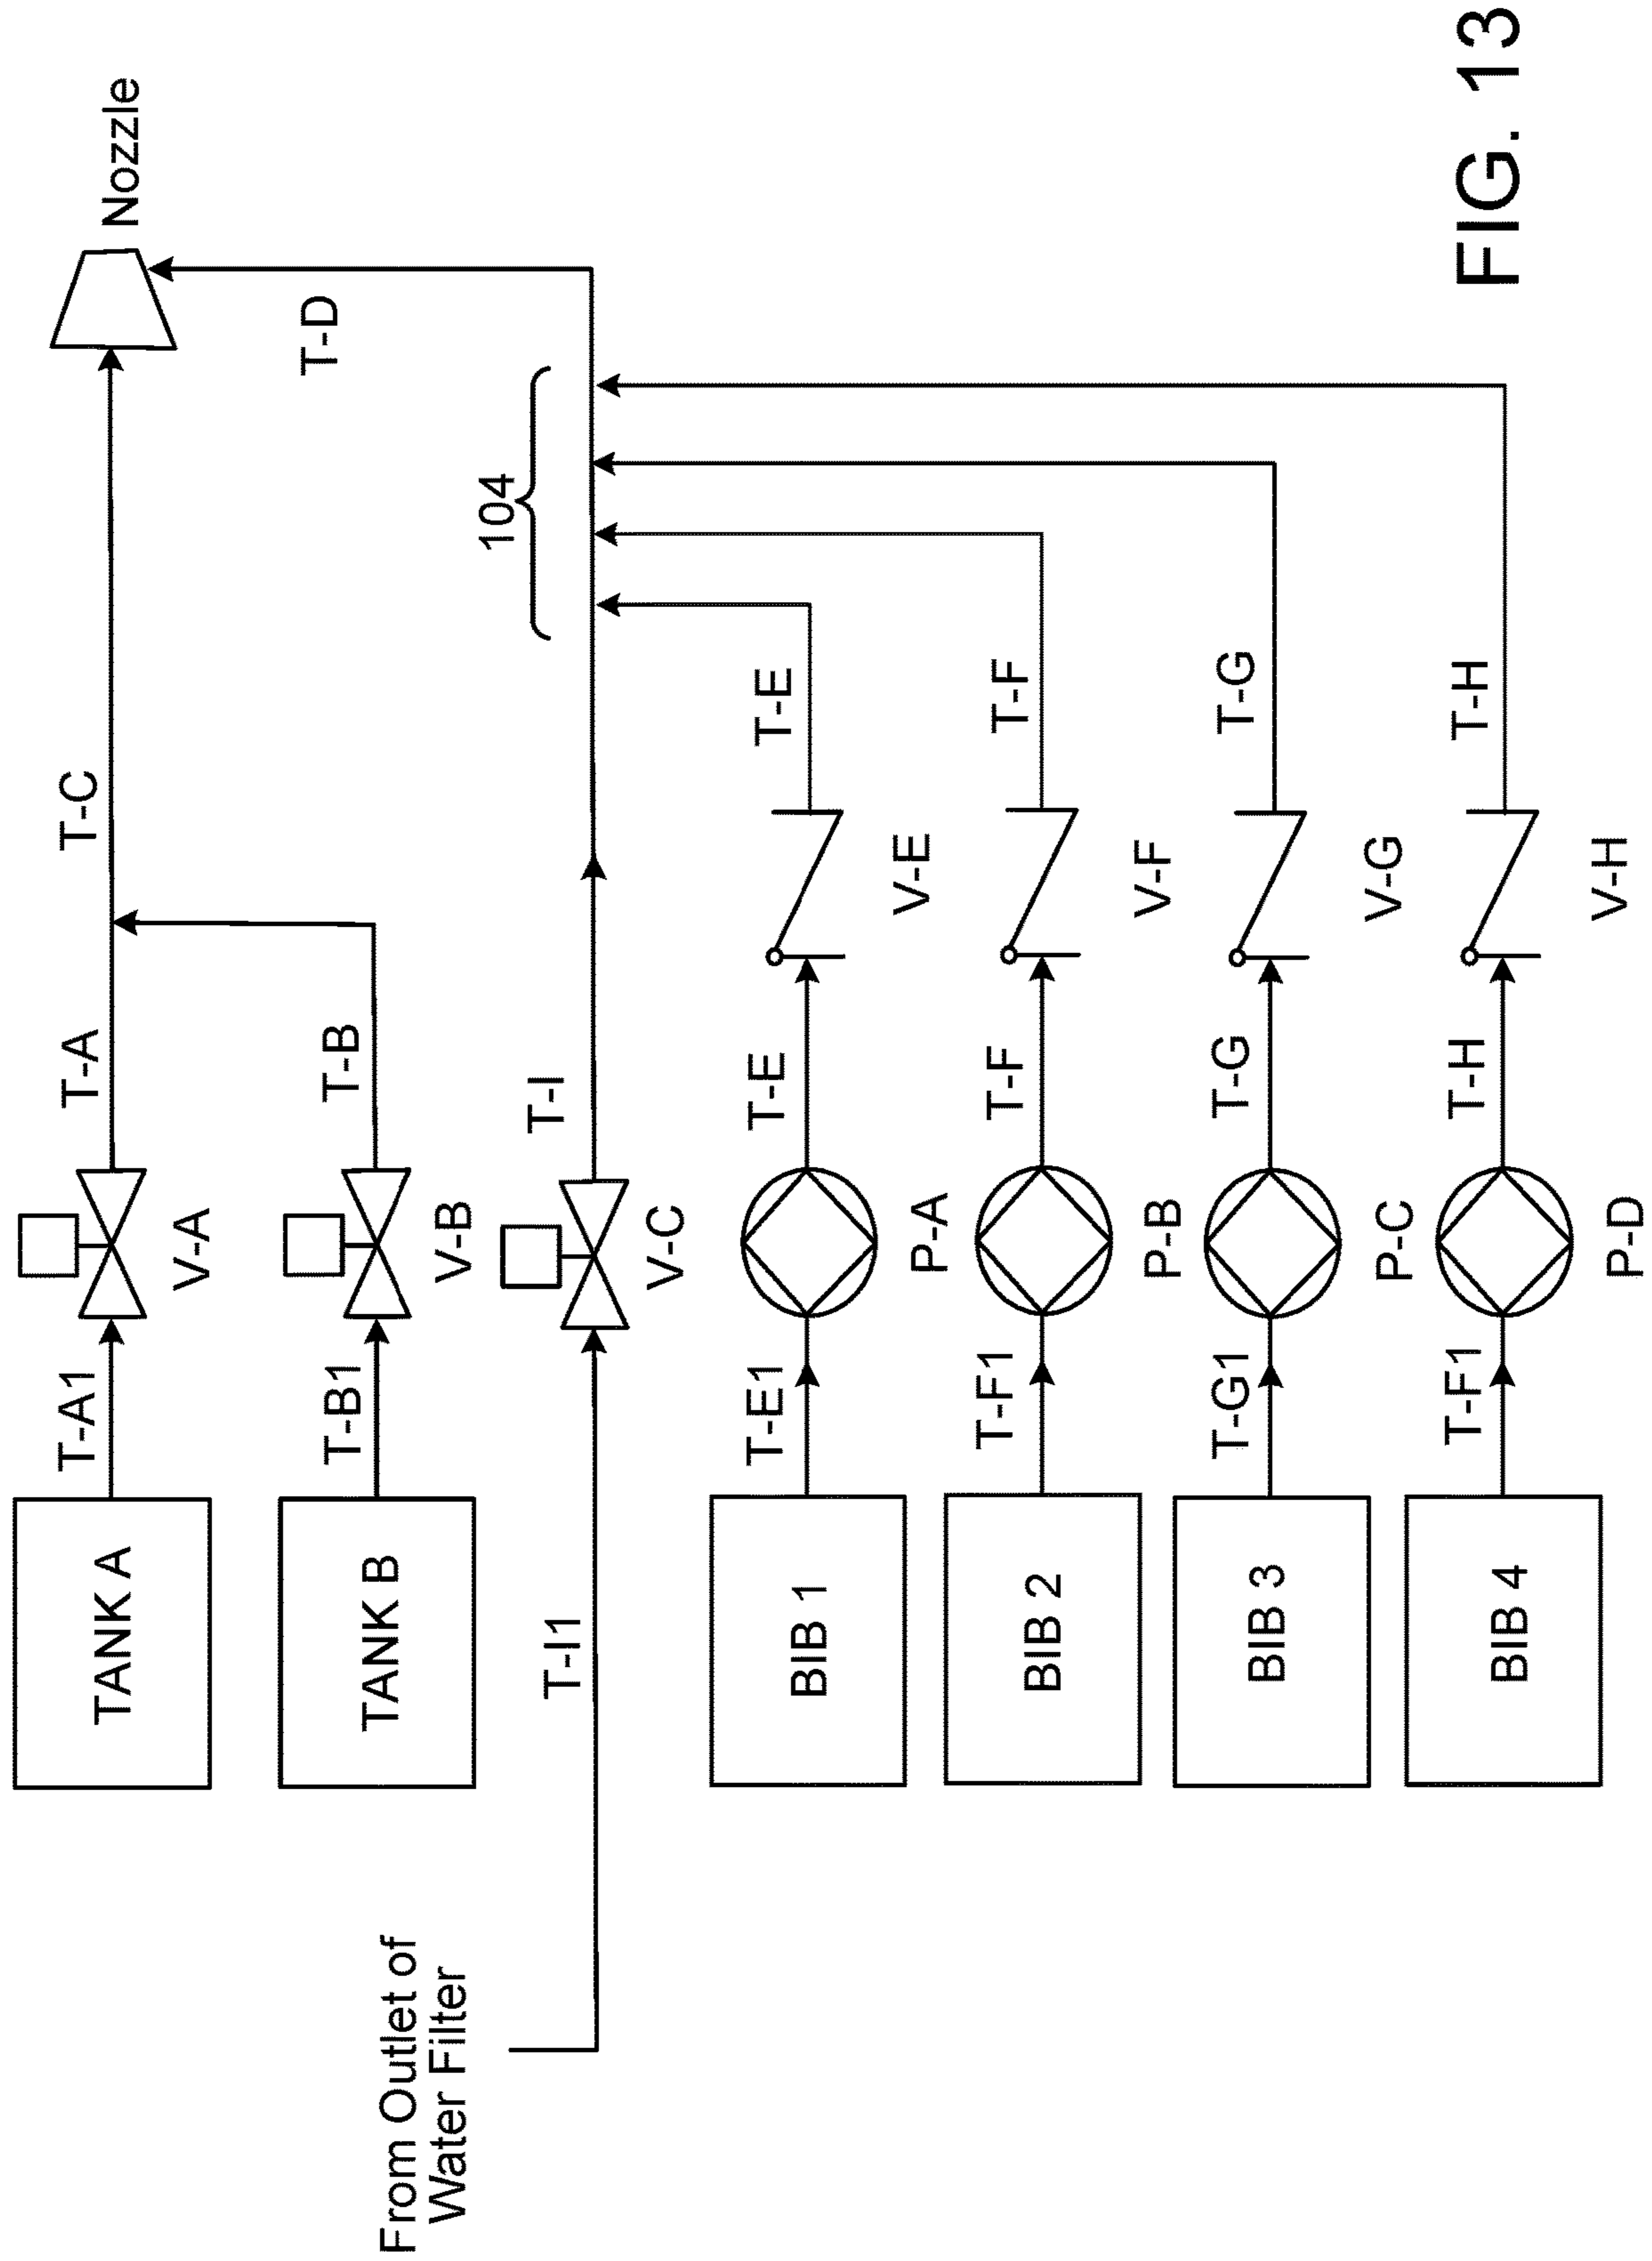 TANK A
T-A1
V-A
T-A
T-C
Nozzle
TANK B
T-B1
V-B
T-B
T-D
From Outlet of
Water Filter
T-I1
V-C
T-I
104
BIB 1
T-E1
P-A
T-E
V-E
T-E
BIB 2
T-F1
P-B
T-F
V-F
T-F
BIB 3
T-G1
P-C
T-G
V-G
T-G
BIB 4
T-F1
P-D
T-H
V-H
T-H
FIG. 13